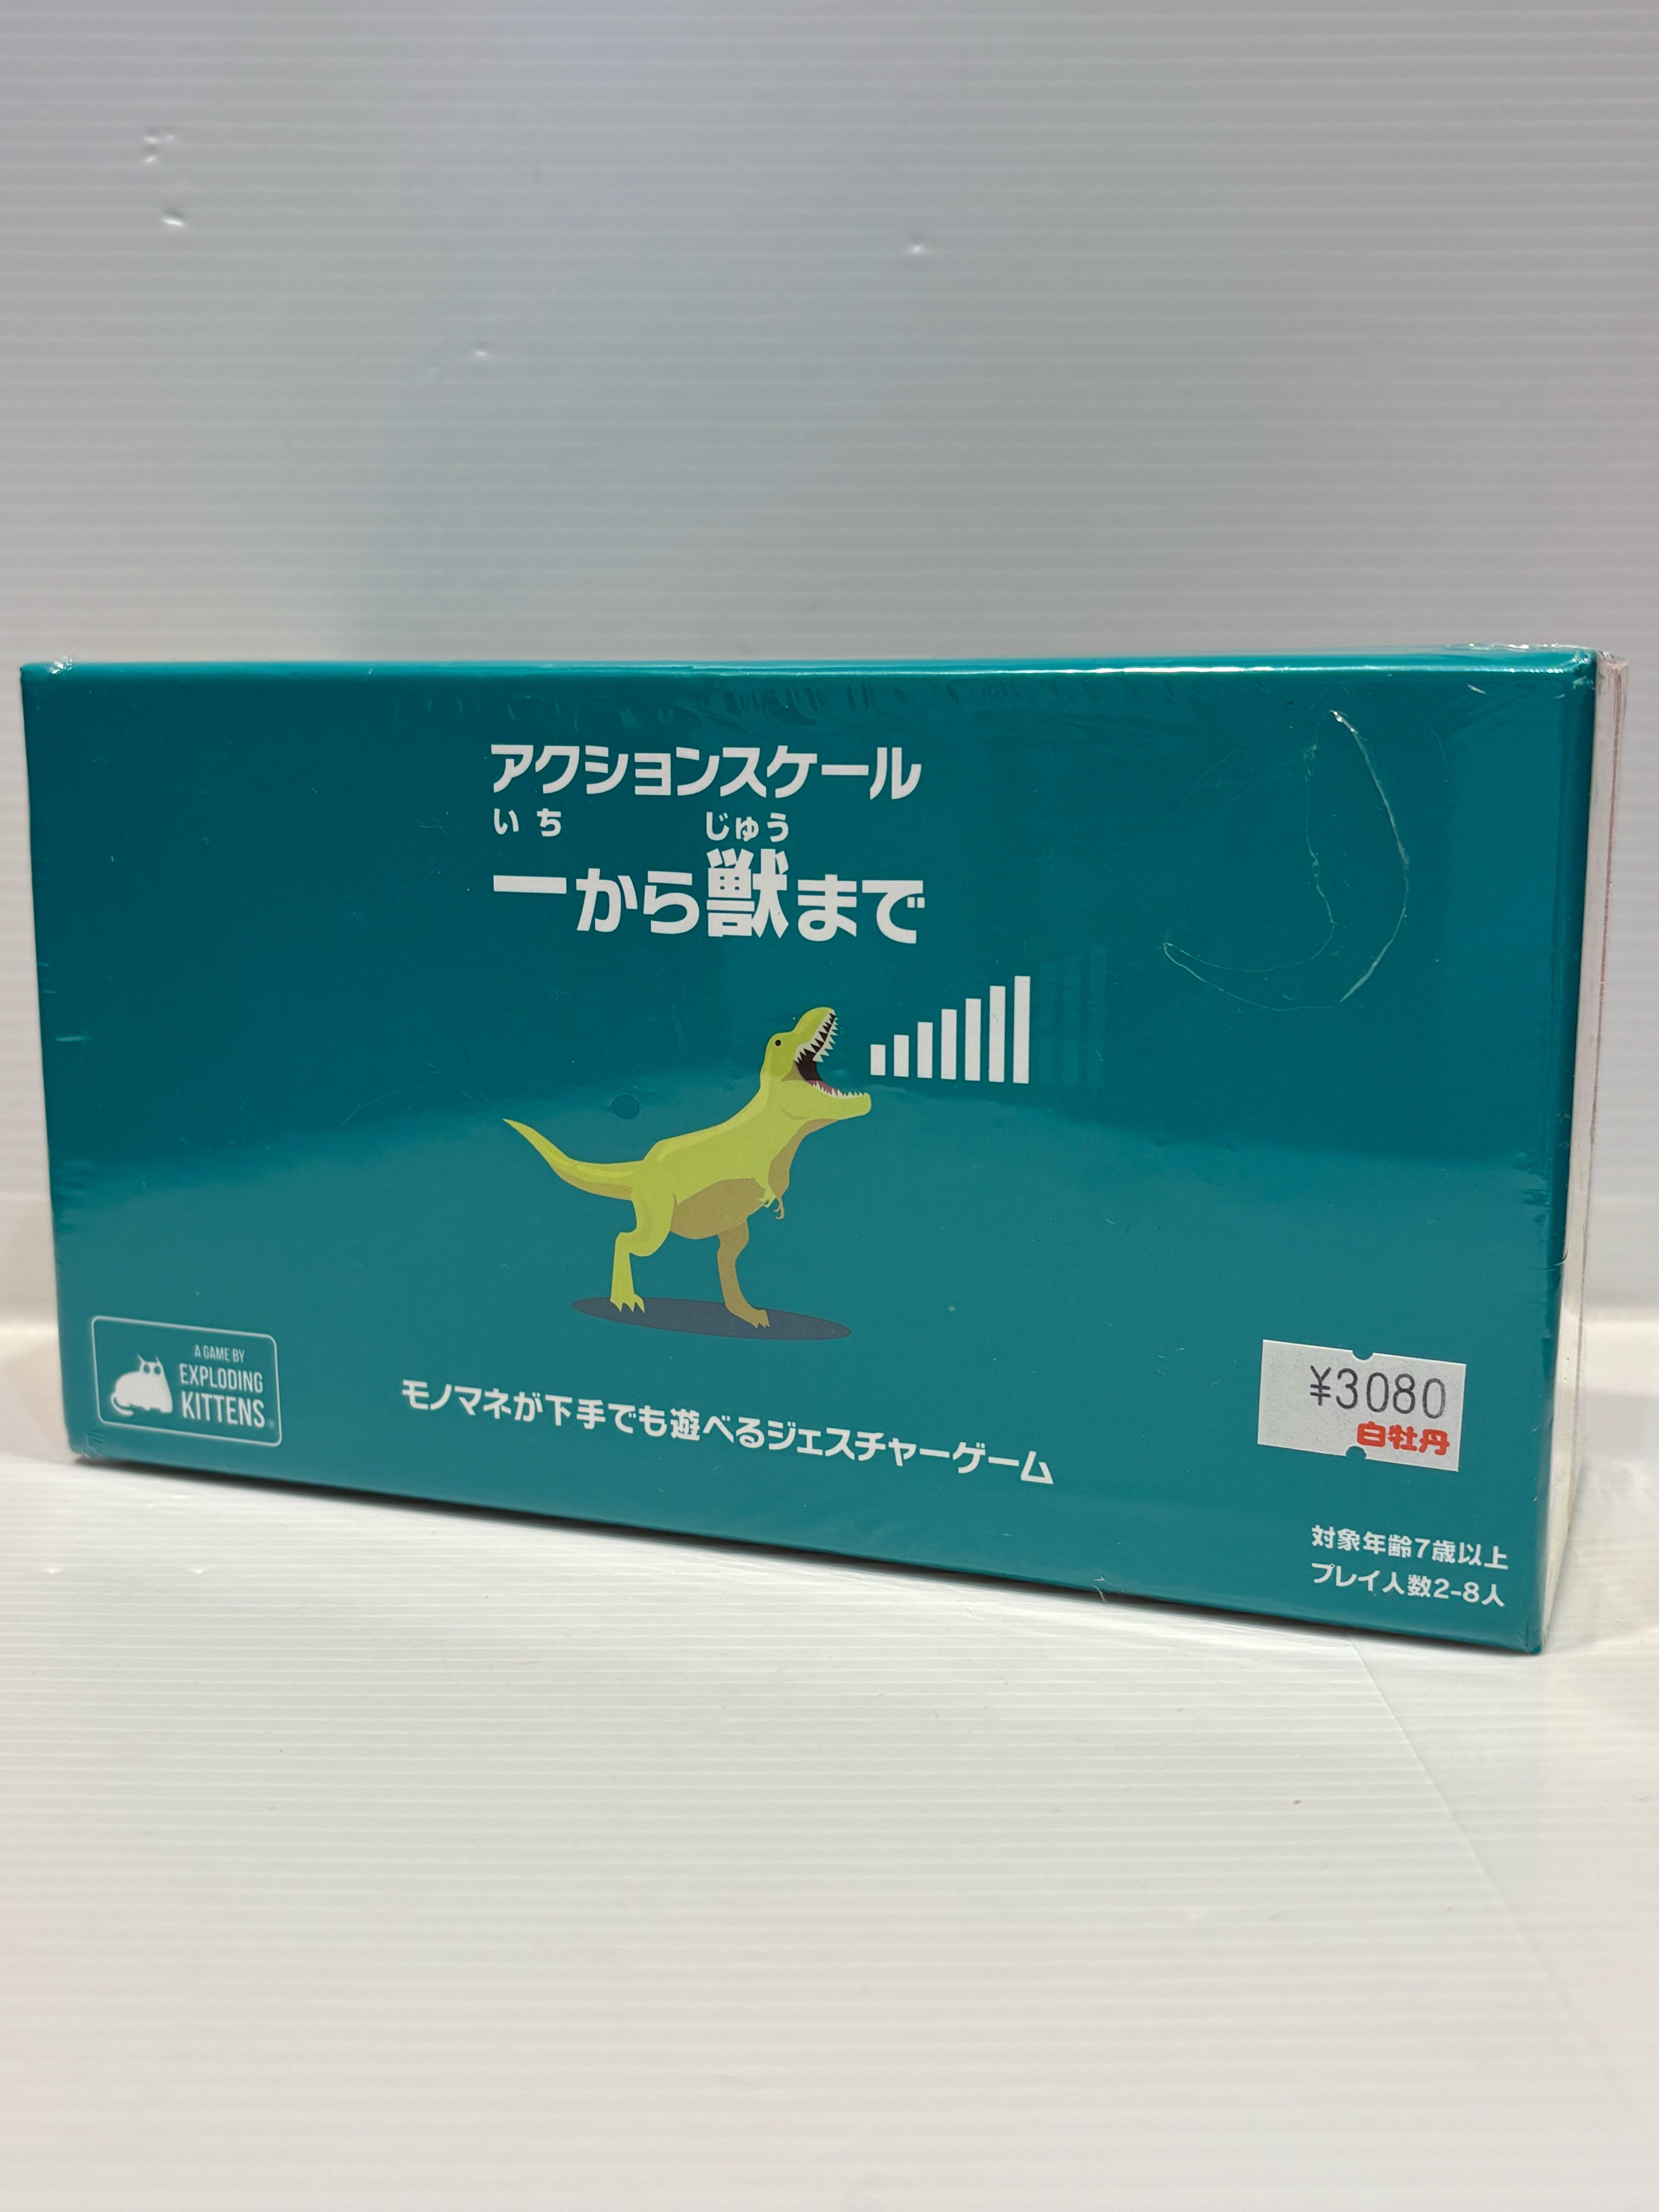 アクションスケール
いち じゅう
一から獣まで
A GAME BY
EXPLODING
KITTENS
モノマネが下手でも遊べるジェスチャーゲーム
¥3080
白牡丹
対象年齢7歳以上
プレイ人数2-8人